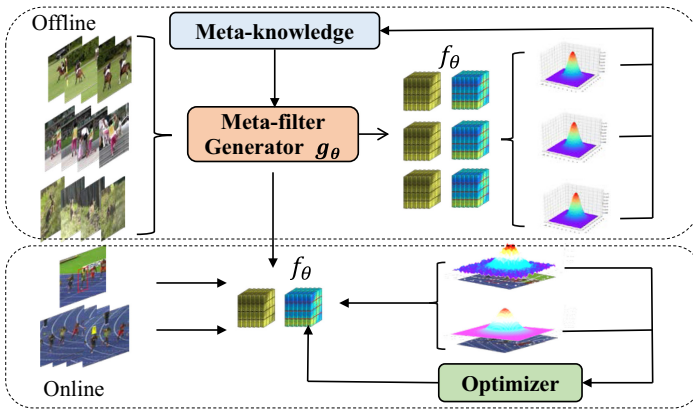 Offline
Meta-knowledge
fθ
Meta-filter
Generator gθ
fθ
Online
Optimizer